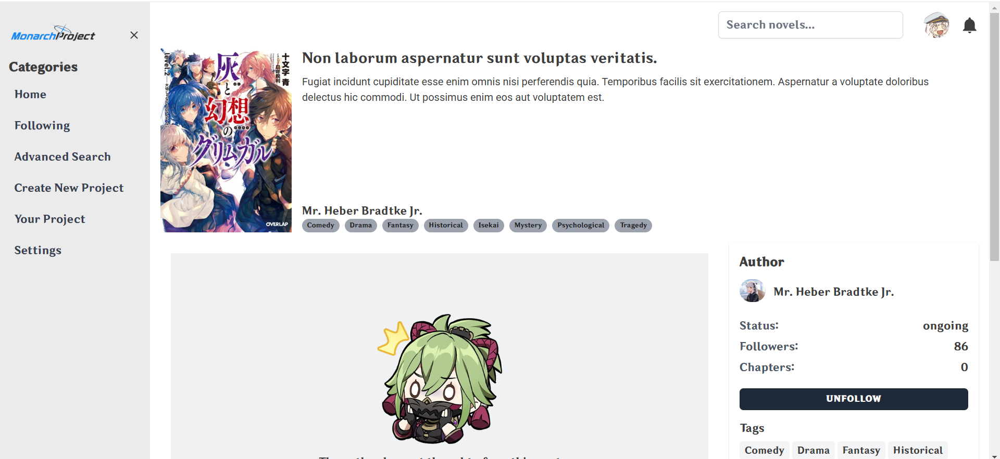 MonarchProject
Categories
Home
Following
Advanced Search
Create New Project
Your Project
Settings
Search novels...
level.2
十文字 青
白井鋭利
灰
と
幻想
の
グリムガル
OVERLAP
Non laborum aspernatur sunt voluptas veritatis.
Fugiat incidunt cupiditate esse enim omnis nisi perferendis quia. Temporibus facilis sit exercitationem. Aspernatur a voluptate doloribus
delectus hic commodi. Ut possimus enim eos aut voluptatem est.
Mr. Heber Bradtke Jr.
Comedy Drama Fantasy Historical Isekai Mystery Psychological Tragedy
Author
Mr. Heber Bradtke Jr.
Status: ongoing
Followers: 86
Chapters: 0
UNFOLLOW
Tags
Comedy Drama Fantasy Historical